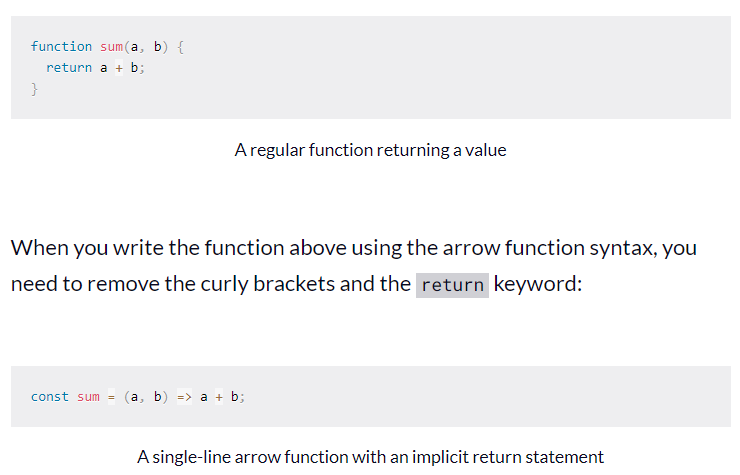 function sum(a, b) {
  return a + b;
}
A regular function returning a value
When you write the function above using the arrow function syntax, you
need to remove the curly brackets and the return keyword:
const sum = (a, b) => a + b;
A single-line arrow function with an implicit return statement